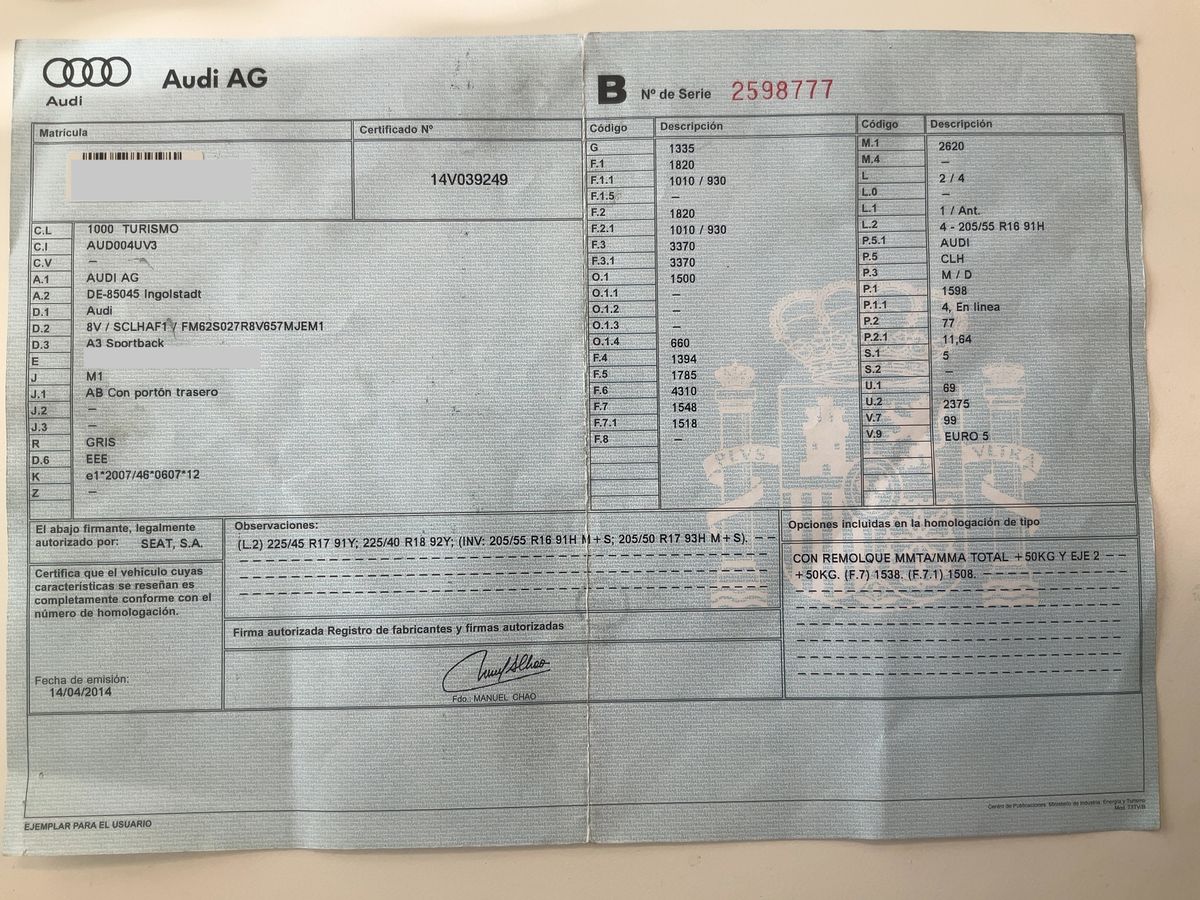 Audi
Audi AG
B Nº de Serie 2598777
Matrícula
Certificado Nº
14V039249
C.L 1000 TURISMO
C.I AUD004UV3
C.V –
A.1 AUDI AG
A.2 DE-85045 Ingolstadt
D.1 Audi
D.2 8V / SCLHAF1 / FM62S027R8V657MJEM1
D.3 A3 Sportback
E
J M1
J.1 AB Con portón trasero
J.2 –
J.3 –
R GRIS
D.6 EEE
K e1*2007/46*0607*12
Z –
Código Descripción
G 1335
F.1 1820
F.1.1 1010 / 930
F.1.5 –
F.2 1820
F.2.1 1010 / 930
F.3 3370
F.3.1 3370
O.1 1500
O.1.1 –
O.1.2 –
O.1.3 –
O.1.4 660
F.4 1394
F.5 1785
F.6 4310
F.7 1548
F.7.1 1518
F.8 –
Código Descripción
M.1 2620
M.4 –
L 2 / 4
L.0 –
L.1 1 / Ant.
L.2 4 - 205/55 R16 91H
P.5.1 AUDI
P.5 CLH
P.3 M / D
P.1 1598
P.1.1 4, En linea
P.2 77
P.2.1 11,64
S.1 5
S.2 –
U.1 69
U.2 2375
V.7 99
V.9 EURO 5
PLVS VLTRA
El abajo firmante, legalmente
autorizado por: SEAT, S.A.
Certifica que el vehiculo cuyas
características se reseñan es
completamente conforme con el
número de homologación.
Fecha de emisión:
14/04/2014
Observaciones:
(L.2) 225/45 R17 91Y; 225/40 R18 92Y; (INV: 205/55 R16 91H M + S; 205/50 R17 93H M + S).
Firma autorizada Registro de fabricantes y firmas autorizadas
Fdo.: MANUEL CHAO
Opciones incluidas en la homologación de tipo
CON REMOLQUE MMTA/MMA TOTAL +50KG Y EJE 2
+50KG. (F.7) 1538. (F.7.1) 1508.
EJEMPLAR PARA EL USUARIO
Centro de Publicaciones. Ministerio de Industria, Energía y Turismo